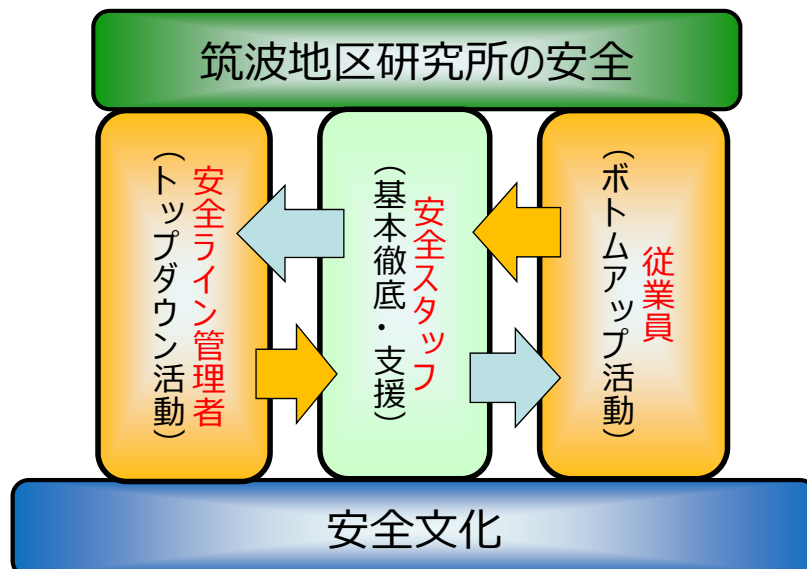 筑波地区研究所の安全
安全ライン管理者
（トップダウン活動）
安全スタッフ
（基本徹底・支援）
従業員
（ボトムアップ活動）
安全文化